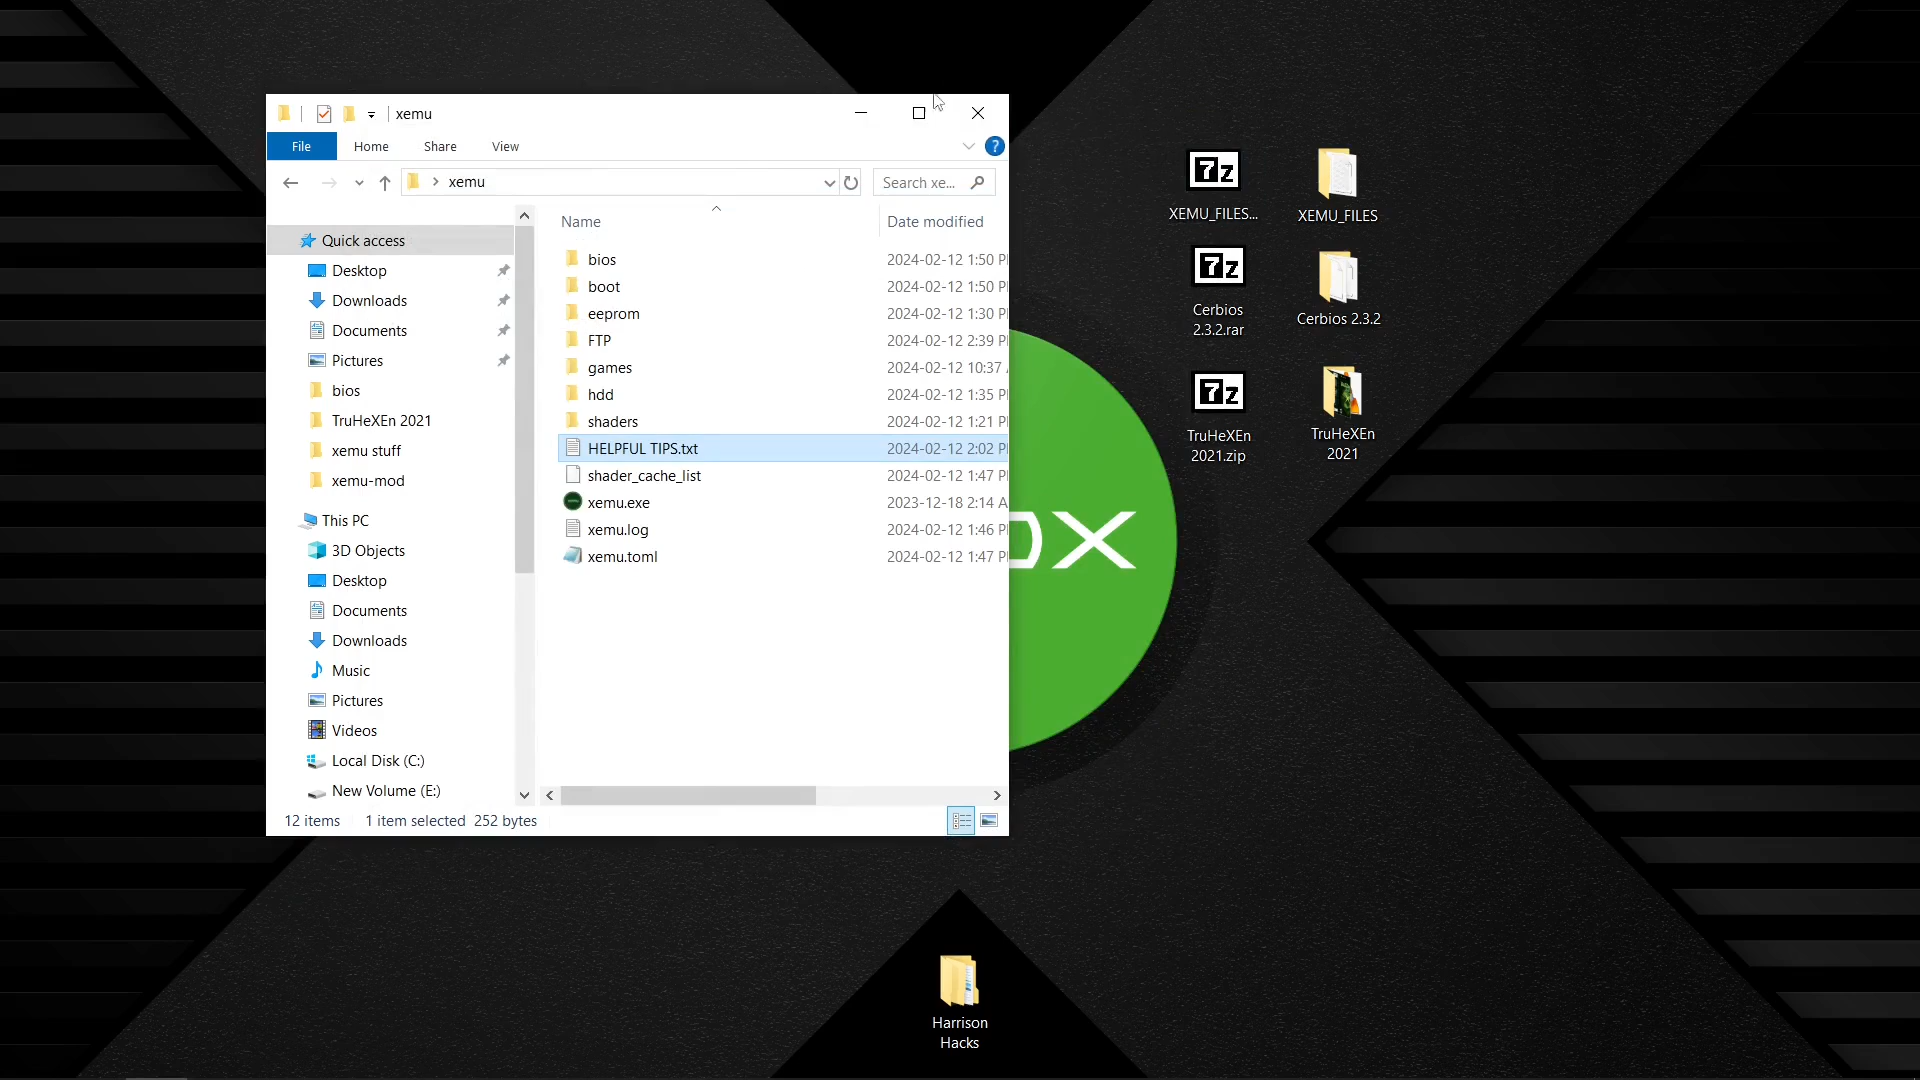 xemu
File Home Share View
xemu
Search xe...
Name Date modified
Quick access
Desktop
Downloads
Documents
Pictures
bios
TruHeXEn 2021
xemu stuff
xemu-mod
This PC
3D Objects
Desktop
Documents
Downloads
Music
Pictures
Videos
Local Disk (C:)
New Volume (E:)
bios 2024-02-12 1:50 P
boot 2024-02-12 1:50 P
eeprom 2024-02-12 1:30 P
FTP 2024-02-12 2:39 P
games 2024-02-12 10:37
hdd 2024-02-12 1:35 P
shaders 2024-02-12 1:21 P
HELPFUL TIPS.txt 2024-02-12 2:02 P
shader_cache_list 2024-02-12 1:47 P
xemu.exe 2023-12-18 2:14 A
xemu.log 2024-02-12 1:46 P
xemu.toml 2024-02-12 1:47 P
12 items 1 item selected 252 bytes
OX
7z
XEMU_FILES...
XEMU_FILES
7z
Cerbios
2.3.2.rar
Cerbios 2.3.2
7z
TruHeXEn
2021.zip
TruHeXEn
2021
Harrison
Hacks